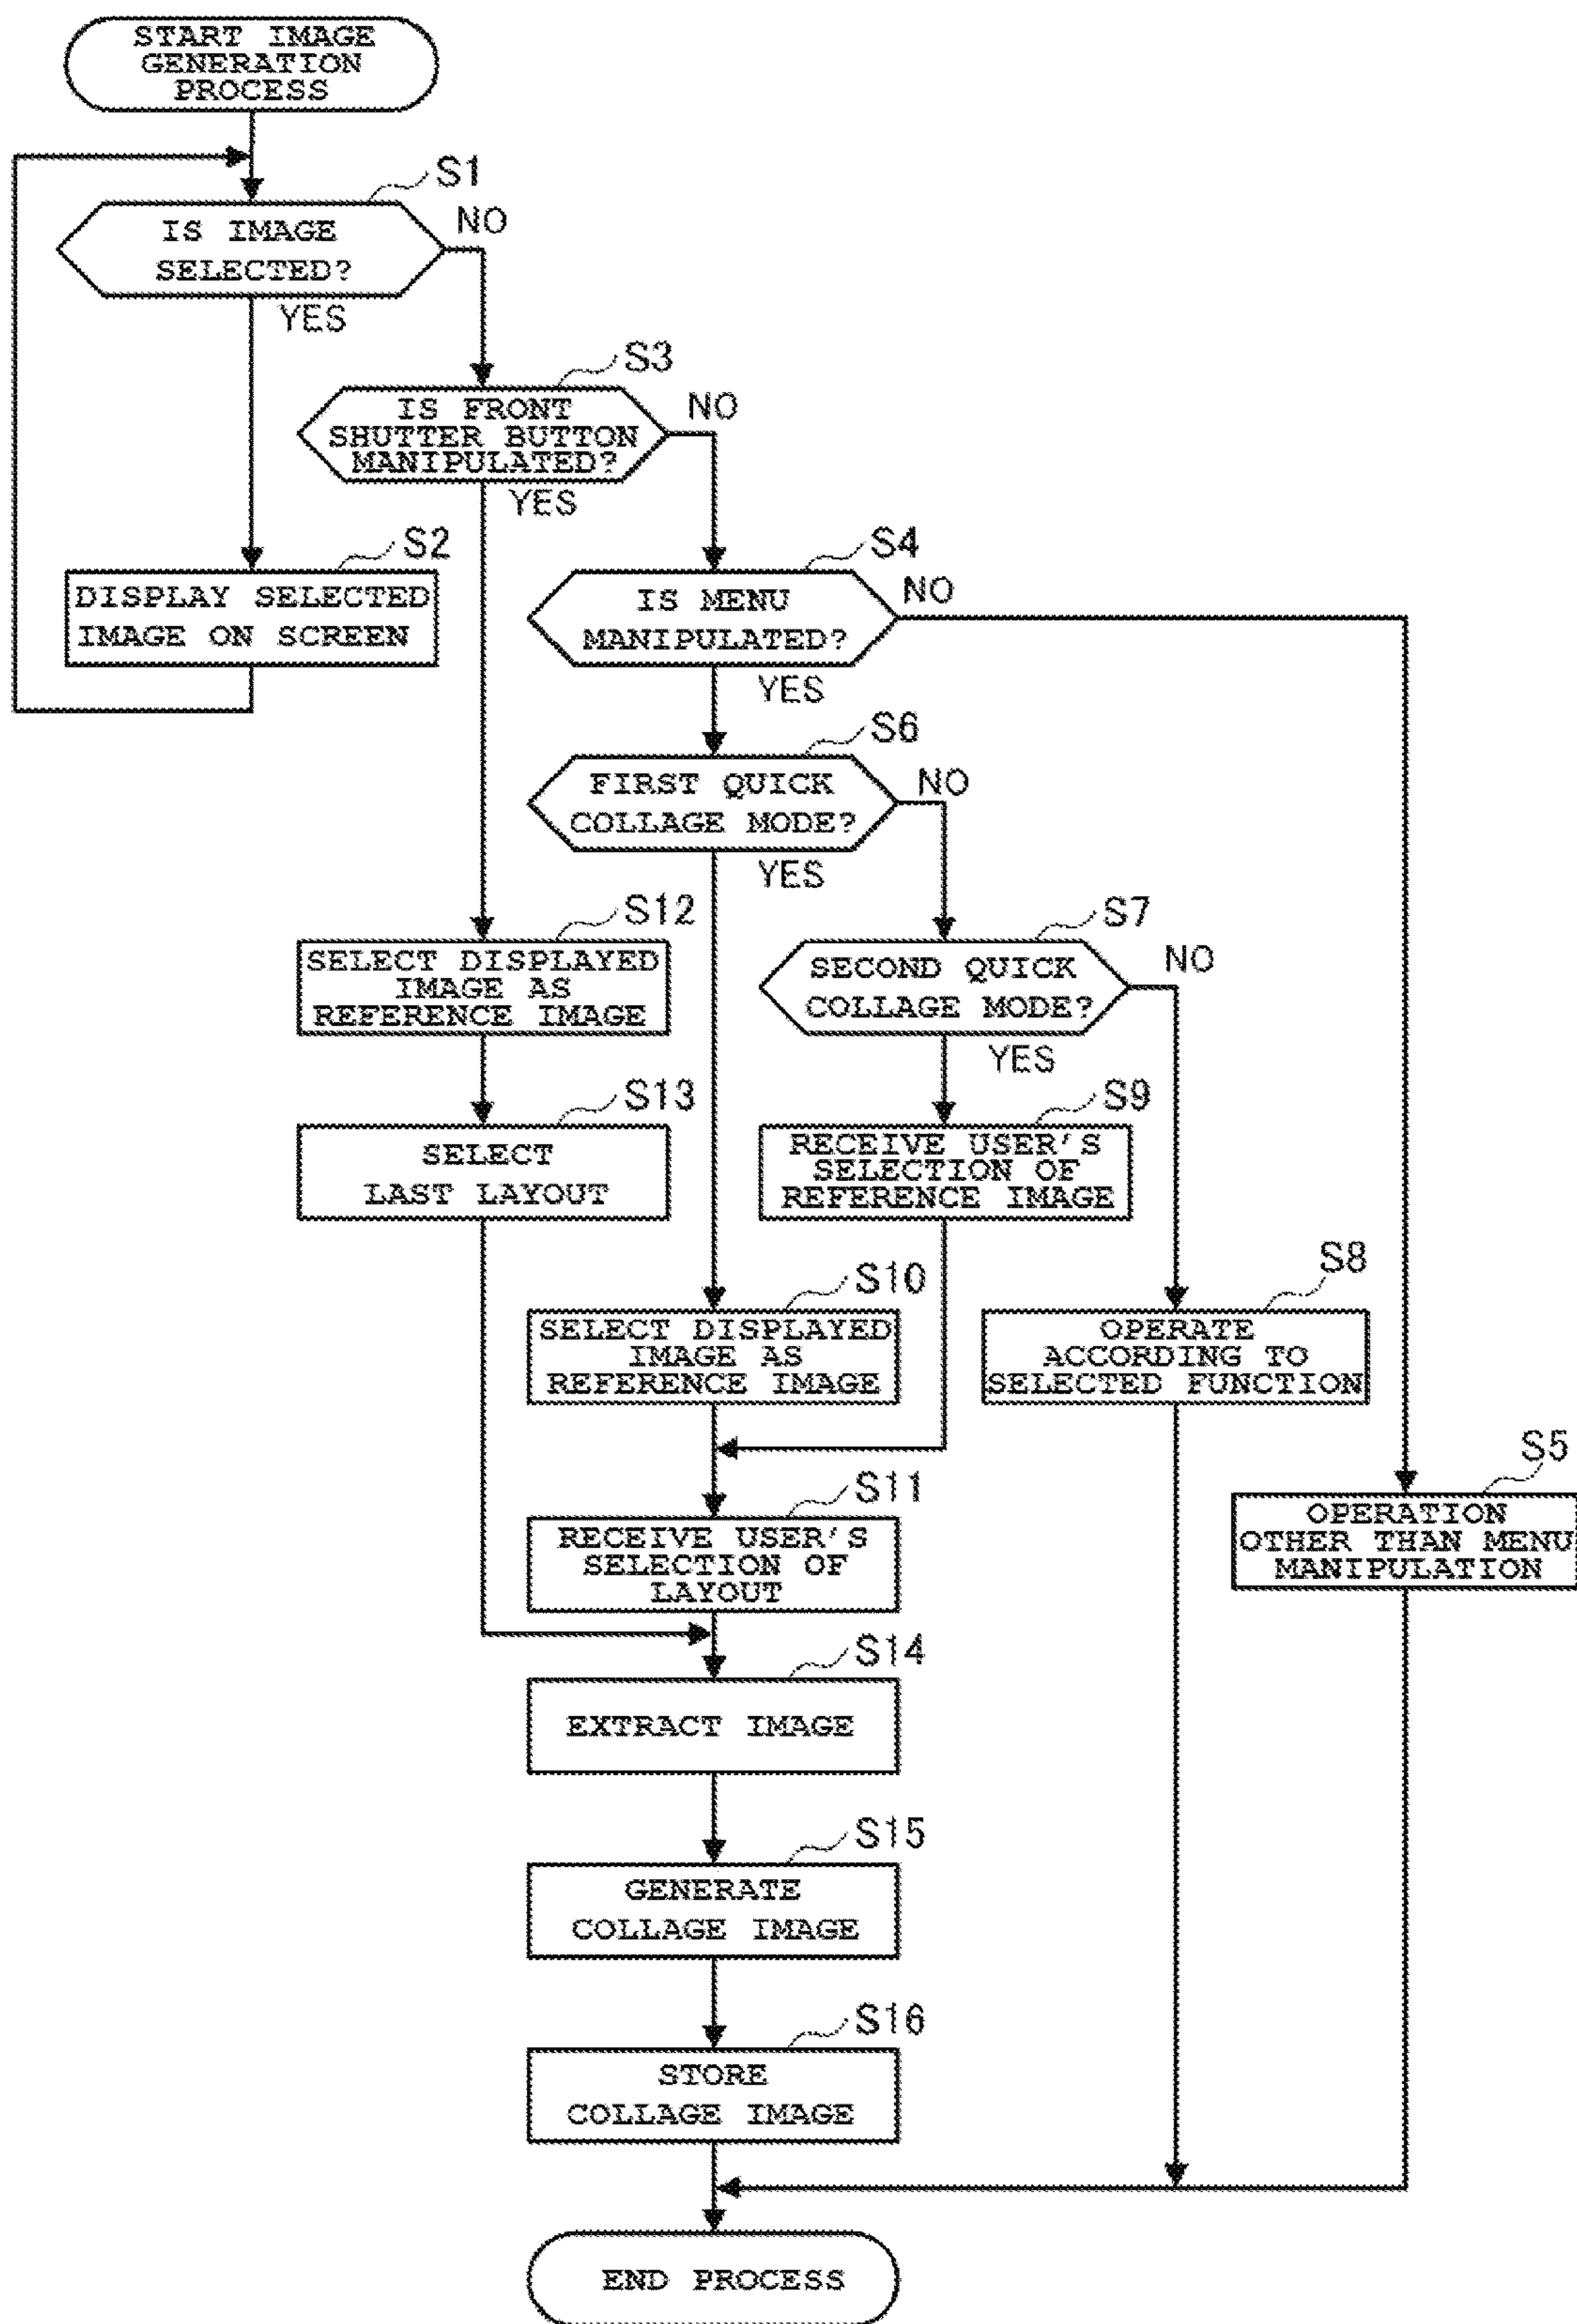 START IMAGE
GENERATION
PROCESS
S1
IS IMAGE
SELECTED?
NO
YES
S3
IS FRONT
SHUTTER BUTTON
MANIPULATED?
NO
YES
S2
DISPLAY SELECTED
IMAGE ON SCREEN
S4
IS MENU
MANIPULATED?
NO
YES
S6
FIRST QUICK
COLLAGE MODE?
NO
YES
S12
SELECT DISPLAYED
IMAGE AS
REFERENCE IMAGE
S7
SECOND QUICK
COLLAGE MODE?
NO
YES
S13
SELECT
LAST LAYOUT
S9
RECEIVE USER'S
SELECTION OF
REFERENCE IMAGE
S10
SELECT DISPLAYED
IMAGE AS
REFERENCE IMAGE
S8
OPERATE
ACCORDING TO
SELECTED FUNCTION
S11
RECEIVE USER'S
SELECTION OF
LAYOUT
S5
OPERATION
OTHER THAN MENU
MANIPULATION
S14
EXTRACT IMAGE
S15
GENERATE
COLLAGE IMAGE
S16
STORE
COLLAGE IMAGE
END PROCESS